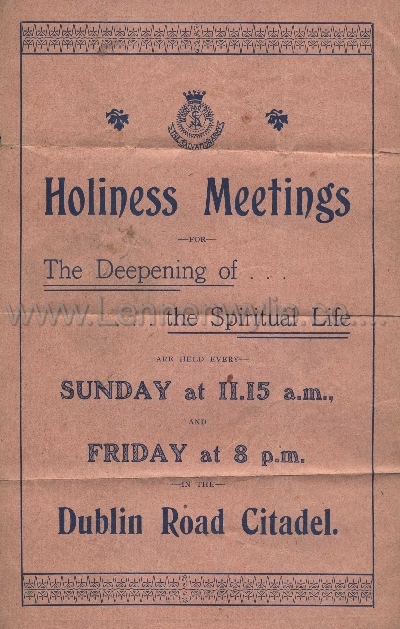 Holiness Meetings
—FOR—
The Deepening of . . .
. . the Spiritual Life
—ARE HELD EVERY—
SUNDAY at 11.15 a.m.,
AND
FRIDAY at 8 p.m.
—IN THE—
Dublin Road Citadel.